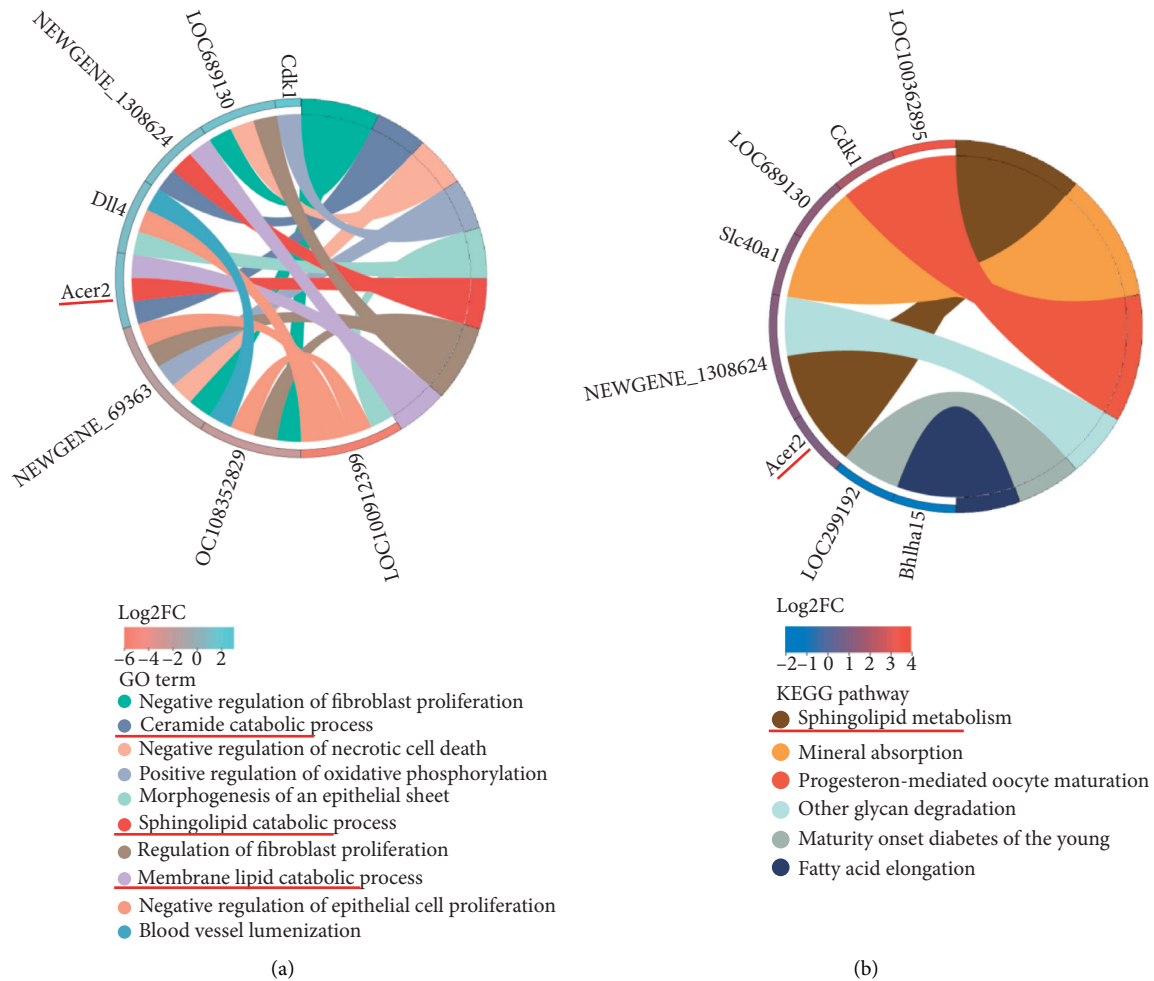 Cdk1
LOC689130
NEWGENE_1308624
Dll4
Acer2
NEWGENE_69363
OC108352829
LOC100912399
Log2FC
−6 −4 −2 0 2
GO term
Negative regulation of fibroblast proliferation
Ceramide catabolic process
Negative regulation of necrotic cell death
Positive regulation of oxidative phosphorylation
Morphogenesis of an epithelial sheet
Sphingolipid catabolic process
Regulation of fibroblast proliferation
Membrane lipid catabolic process
Negative regulation of epithelial cell proliferation
Blood vessel lumenization
(a)
LOC100362895
Cdk1
LOC689130
Slc40a1
NEWGENE_1308624
Acer2
LOC299192
Bhlha15
Log2FC
−2 −1 0 1 2 3 4
KEGG pathway
Sphingolipid metabolism
Mineral absorption
Progesteron-mediated oocyte maturation
Other glycan degradation
Maturity onset diabetes of the young
Fatty acid elongation
(b)